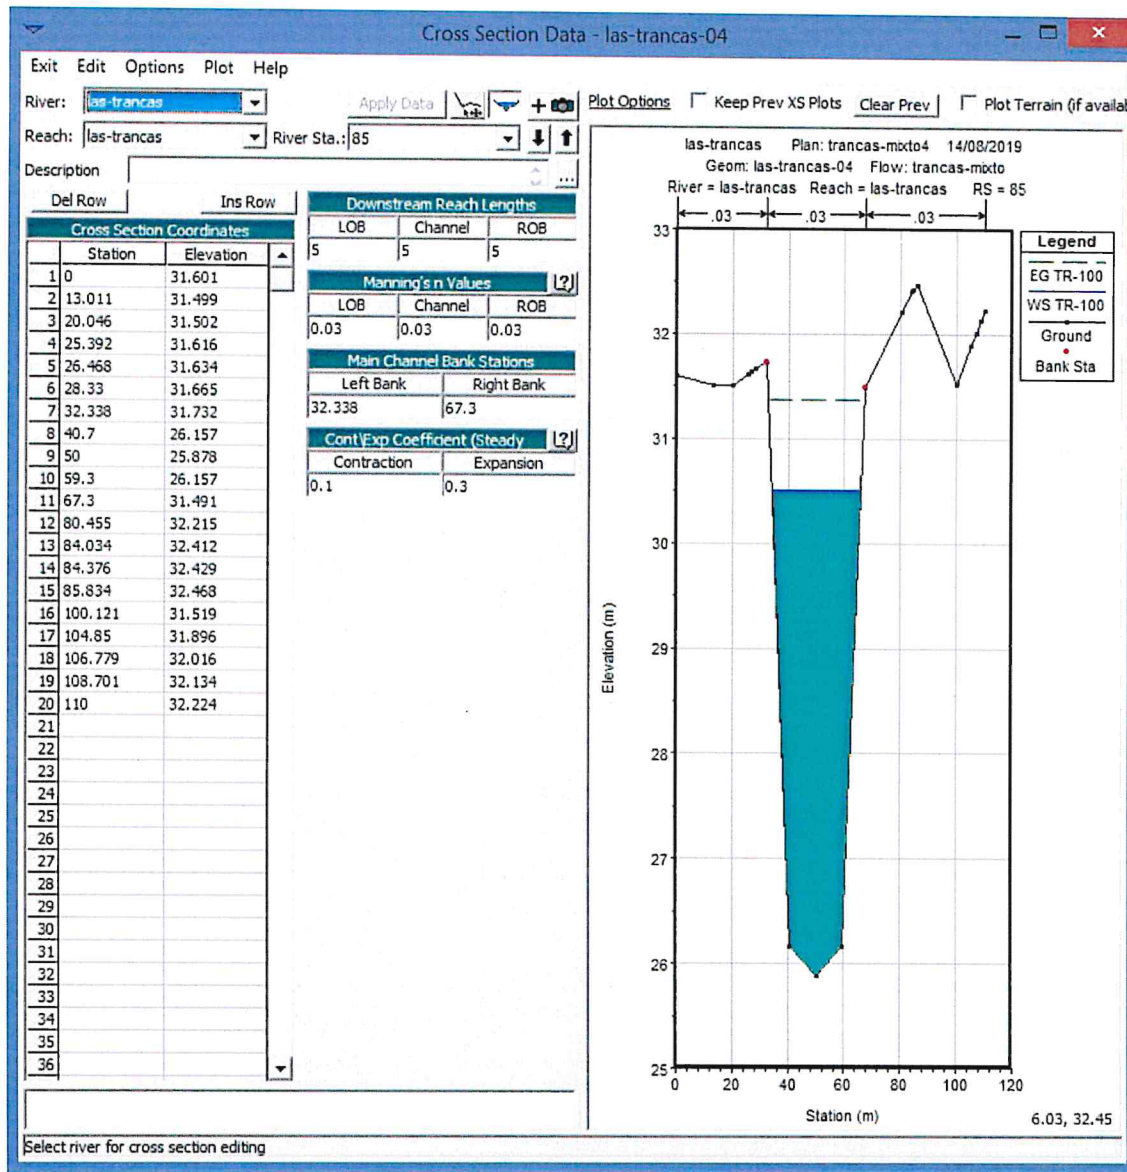 Cross Section Data - las-trancas-04
Exit Edit Options Plot Help
River: las-trancas Apply Data
Reach: las-trancas River Sta.: 85
Description ...
Del Row Ins Row
Cross Section Coordinates
Station Elevation
1 0 31.601
2 13.011 31.499
3 20.046 31.502
4 25.392 31.616
5 26.468 31.634
6 28.33 31.665
7 32.338 31.732
8 40.7 26.157
9 50 25.878
10 59.3 26.157
11 67.3 31.491
12 80.455 32.215
13 84.034 32.412
14 84.376 32.429
15 85.834 32.468
16 100.121 31.519
17 104.85 31.896
18 106.779 32.016
19 108.701 32.134
20 110 32.224
21
22
23
24
25
26
27
28
29
30
31
32
33
34
35
36
Downstream Reach Lengths
LOB Channel ROB
5 5 5
Manning's n Values
LOB Channel ROB
0.03 0.03 0.03
Main Channel Bank Stations
Left Bank Right Bank
32.338 67.3
Cont\Exp Coefficient (Steady
Contraction Expansion
0.1 0.3
Plot Options Keep Prev XS Plots Clear Prev Plot Terrain (if availab
las-trancas Plan: trancas-mixto4 14/08/2019
Geom: las-trancas-04 Flow: trancas-mixto
River = las-trancas Reach = las-trancas RS = 85
.03 .03 .03
33
32
31
30
29
28
27
26
25
Elevation (m)
0 20 40 60 80 100 120
Station (m)
Legend
EG TR-100
WS TR-100
Ground
Bank Sta
6.03, 32.45
Select river for cross section editing